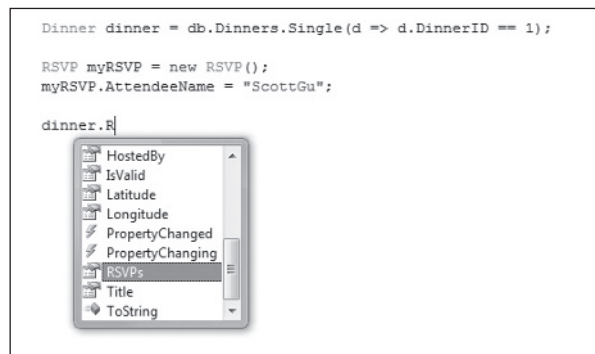 Dinner dinner = db.Dinners.Single(d => d.DinnerID == 1);
RSVP myRSVP = new RSVP();
myRSVP.AttendeeName = "ScottGu";
dinner.R
HostedBy
IsValid
Latitude
Longitude
PropertyChanged
PropertyChanging
RSVPs
Title
ToString